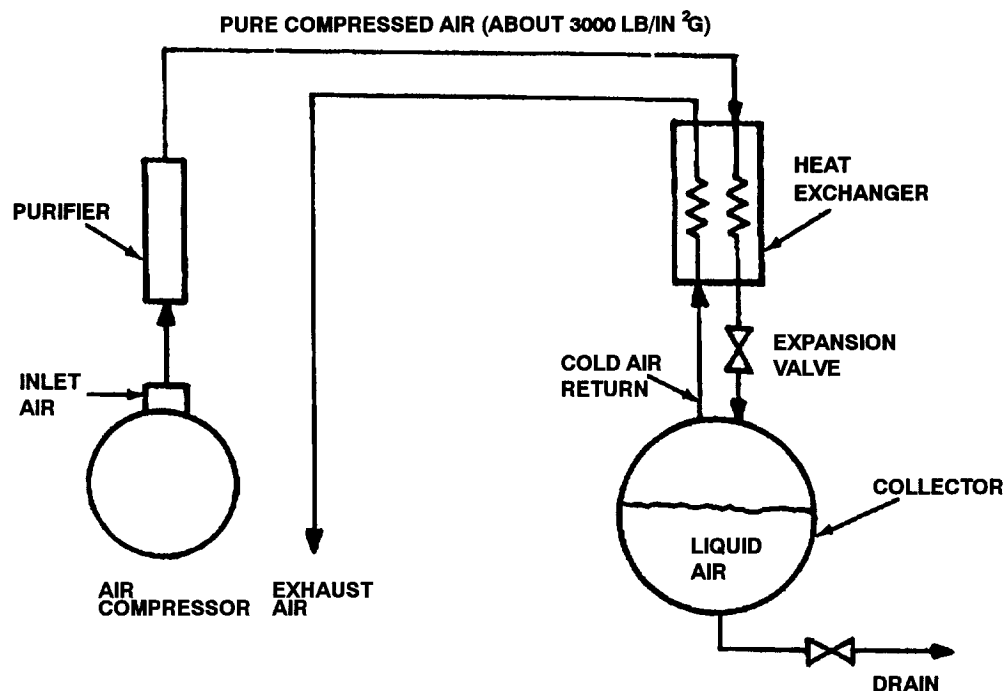 PURE COMPRESSED AIR (ABOUT 3000 LB/IN ²G)
HEAT
EXCHANGER
PURIFIER
EXPANSION
VALVE
COLD AIR
RETURN
INLET
AIR
COLLECTOR
LIQUID
AIR
AIR
COMPRESSOR
EXHAUST
AIR
DRAIN